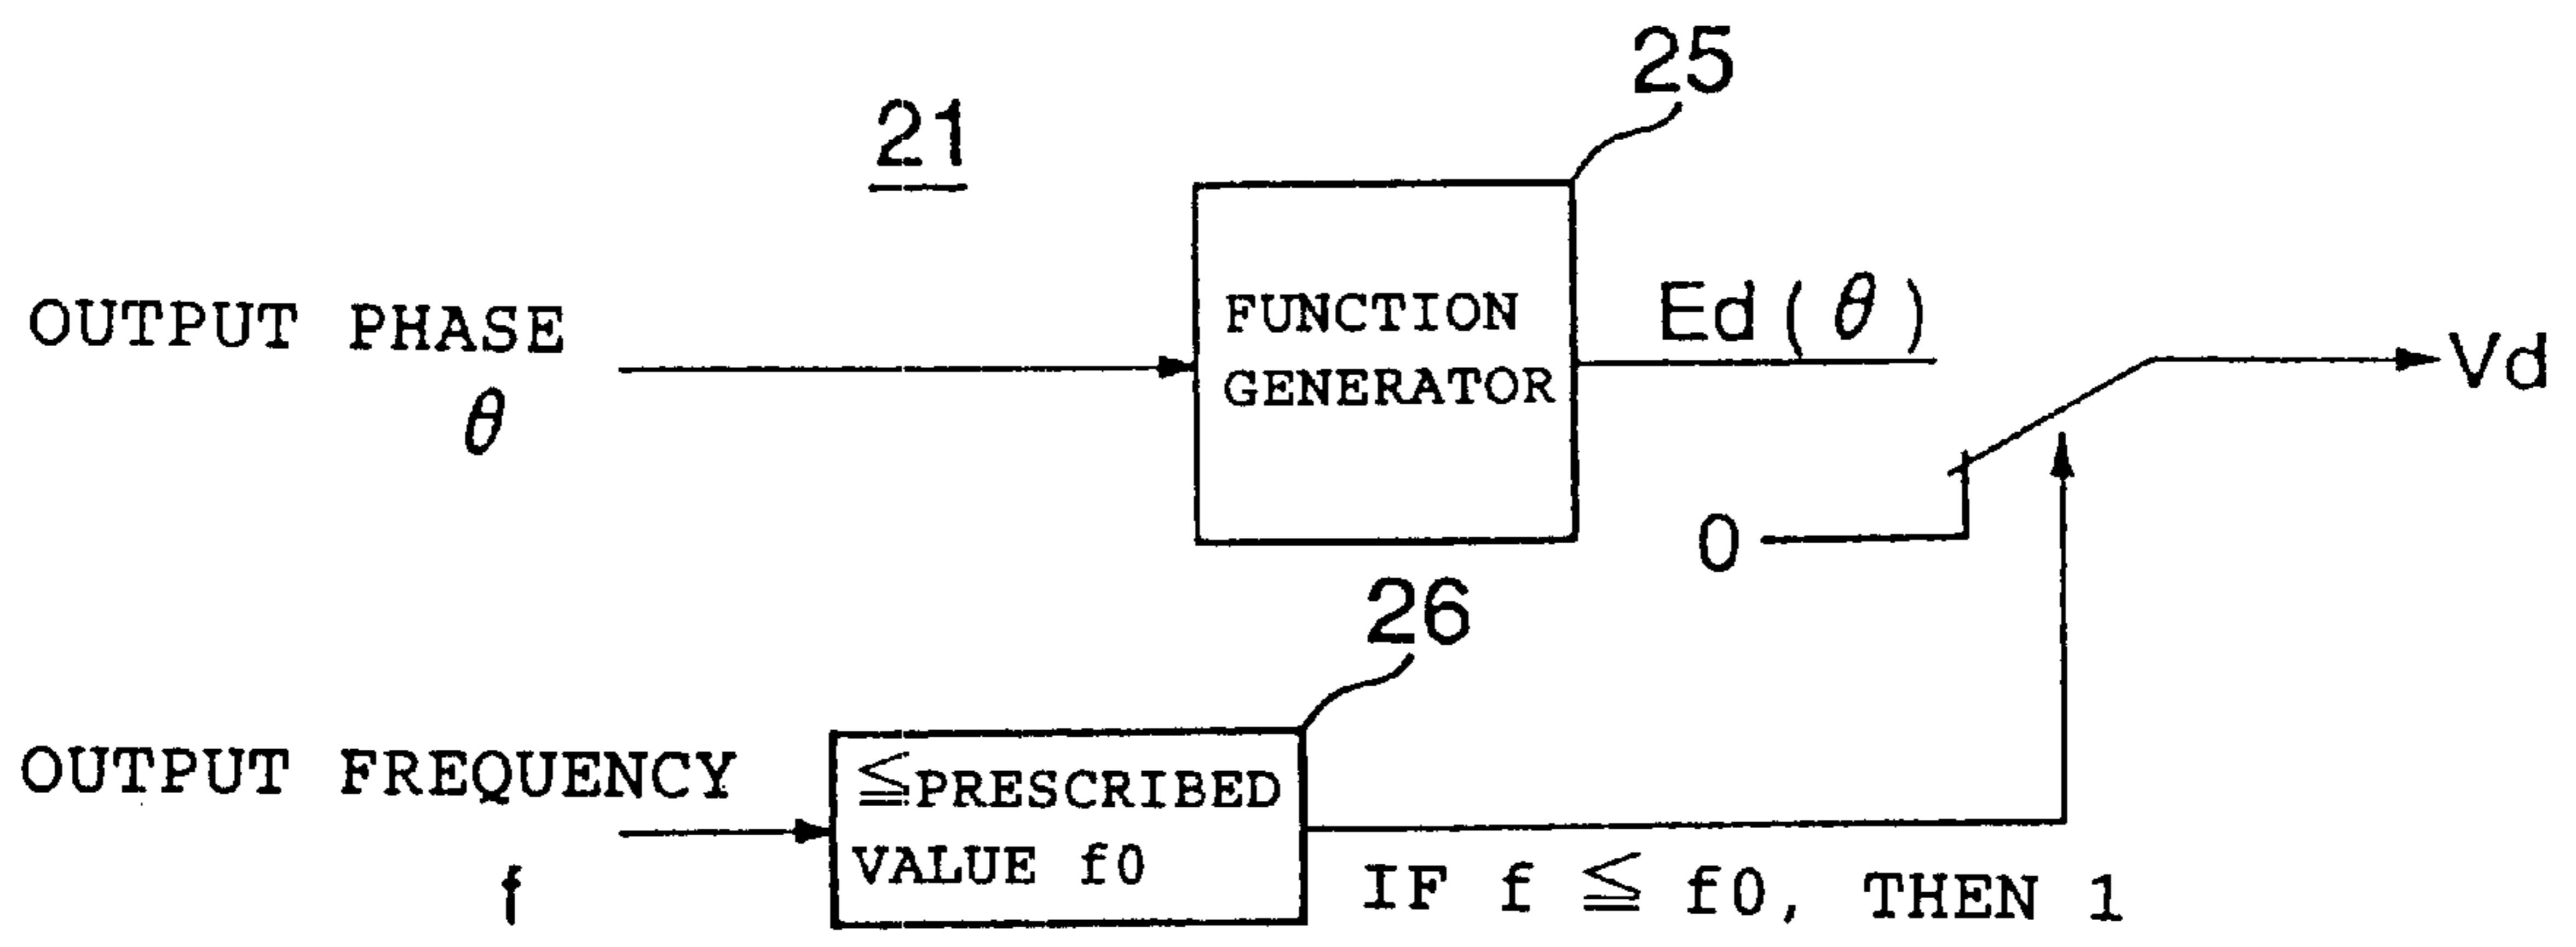 25
21
FUNCTION
GENERATOR
Ed(θ)
OUTPUT PHASE
θ
Vd
0
26
OUTPUT FREQUENCY
f
≦PRESCRIBED
VALUE f0
IF f ≦ f0, THEN 1